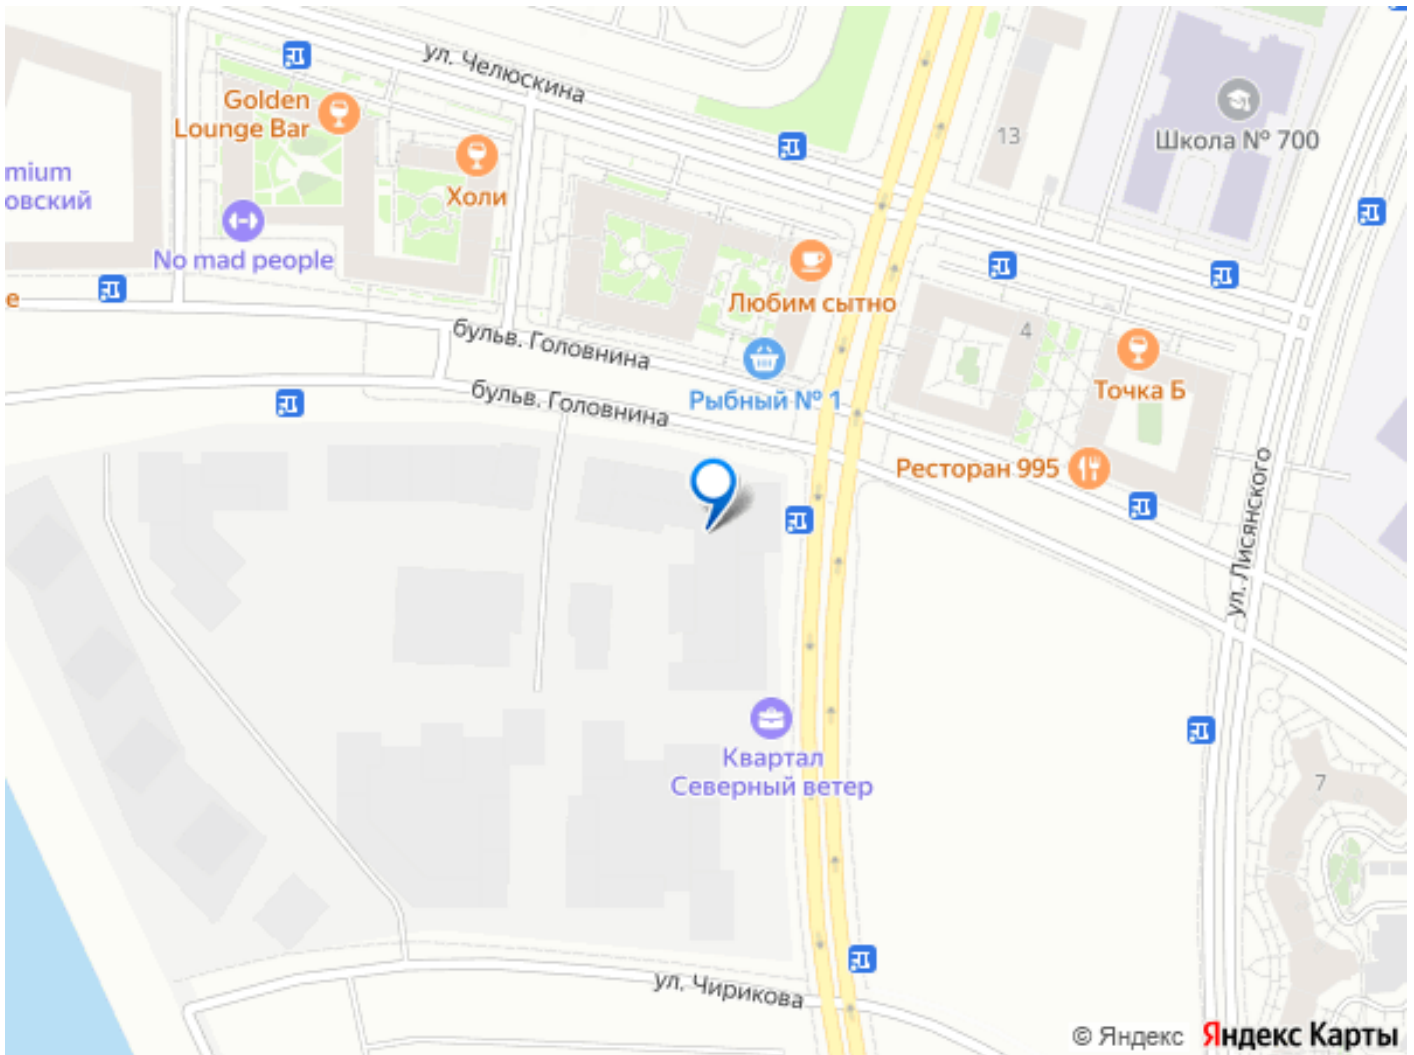 ул. Челюскина
Golden
Lounge Bar
13
Школа № 700
mium
овский
Холи
No mad people
Любим сытно
е
бульв. Головнина
4
Точка Б
Рыбный № 1
бульв. Головнина
Ресторан 995
ул. Лисянского
Квартал
Северный ветер
7
ул. Чирикова
© Яндекс Яндекс Карты